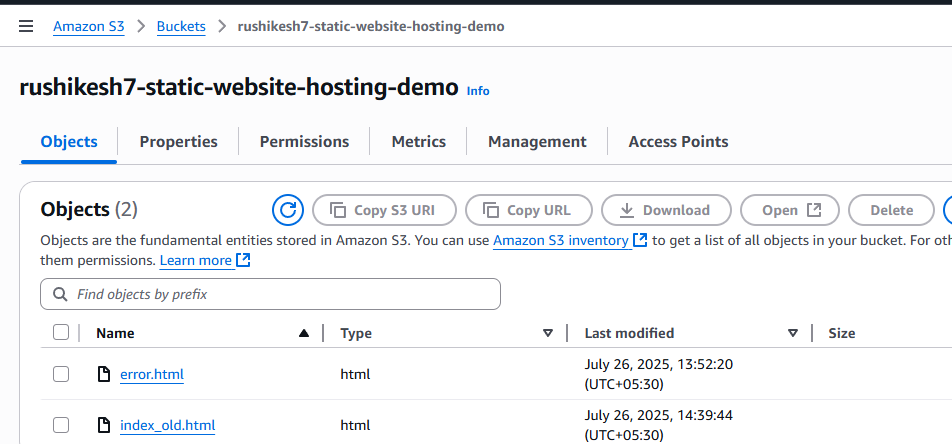 Amazon S3 > Buckets > rushikesh7-static-website-hosting-demo
rushikesh7-static-website-hosting-demo Info
Objects Properties Permissions Metrics Management Access Points
Objects (2) Copy S3 URI Copy URL Download Open Delete
Objects are the fundamental entities stored in Amazon S3. You can use Amazon S3 inventory to get a list of all objects in your bucket. For
them permissions. Learn more
Find objects by prefix
Name Type Last modified Size
error.html html July 26, 2025, 13:52:20
(UTC+05:30)
index_old.html html July 26, 2025, 14:39:44
(UTC+05:30)